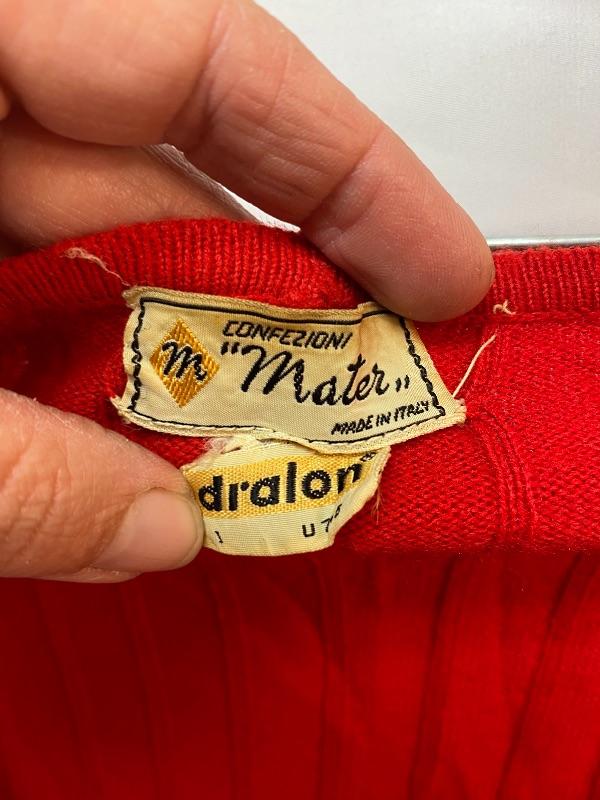 CONFEZIONI
M "Mater„
MADE IN ITALY
dralon®